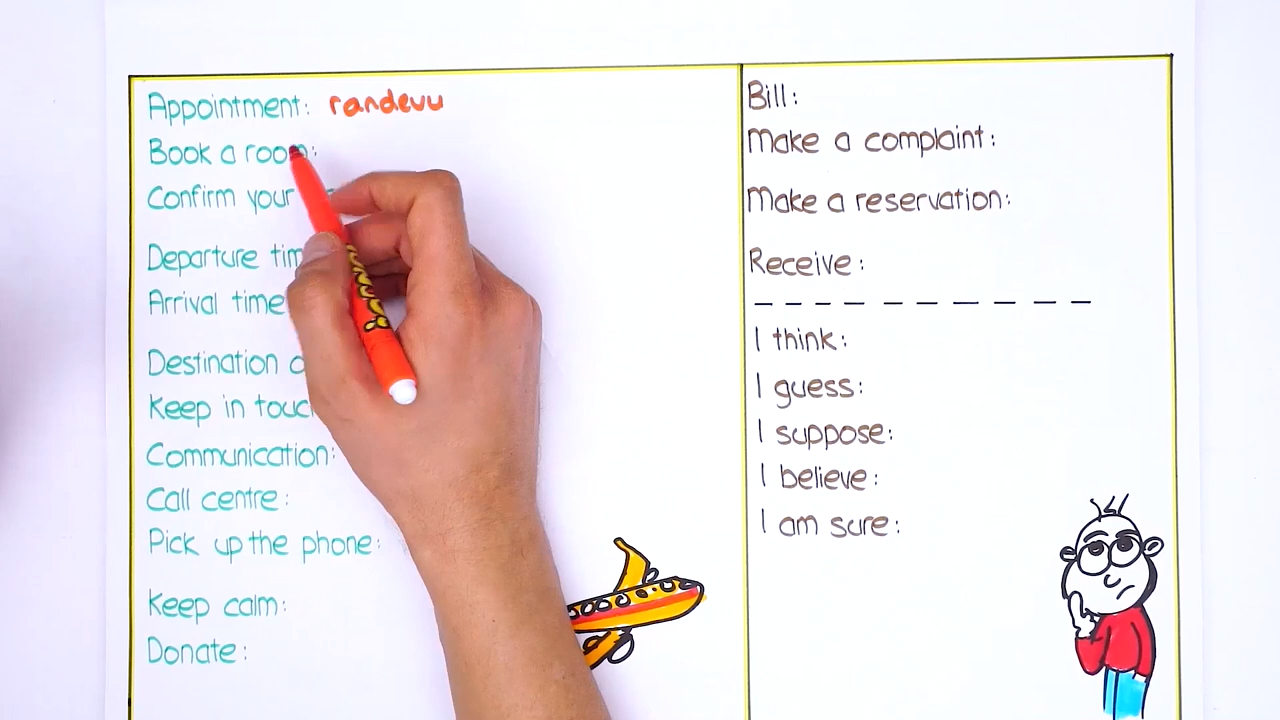 Appointment: randevu
Book a room:
Confirm your
Departure tim
Arrival time
Destination
Keep in touc
Communication:
Call centre:
Pick up the phone:
Keep calm:
Donate:
Bill:
Make a complaint:
Make a reservation:
Receive:
I think:
I guess:
I suppose:
I believe:
I am sure: